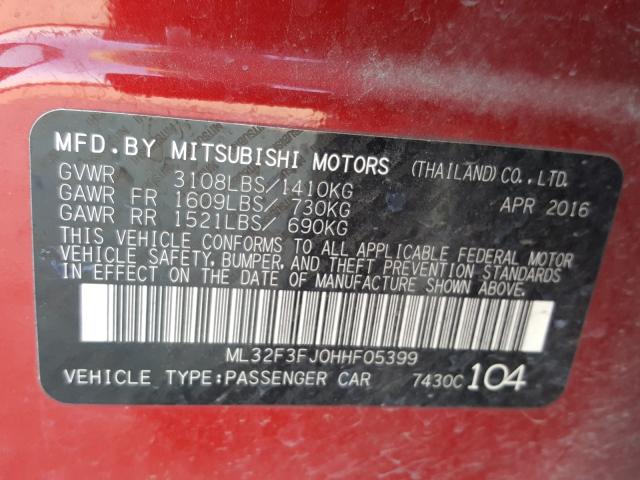 MFD.BY MITSUBISHI MOTORS (THAILAND) CO.,LTD.
GVWR 3108LBS/1410KG APR 2016
GAWR FR 1609LBS/ 730KG
GAWR RR 1521LBS/ 690KG
THIS VEHICLE CONFORMS TO ALL APPLICABLE FEDERAL MOTOR
VEHICLE SAFETY, BUMPER, AND THEFT PREVENTION STANDARDS
IN EFFECT ON THE DATE OF MANUFACTURE SHOWN ABOVE.
ML32F3FJ0HHF05399
VEHICLE TYPE:PASSENGER CAR 7430C 104